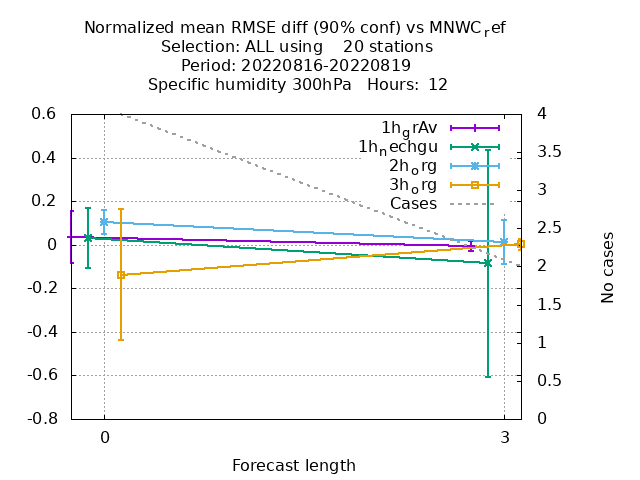 Normalized mean RMSE diff (90% conf) vs MNWC_ref
Selection: ALL using    20 stations
Period: 20220816-20220819
Specific humidity 300hPa   Hours:  12
0.6
0.4
0.2
0
-0.2
-0.4
-0.6
-0.8
4
3.5
3
2.5
2
1.5
1
0.5
0
1h_grAv
1h_nechgu
2h_org
3h_org
Cases
No cases
0
3
Forecast length